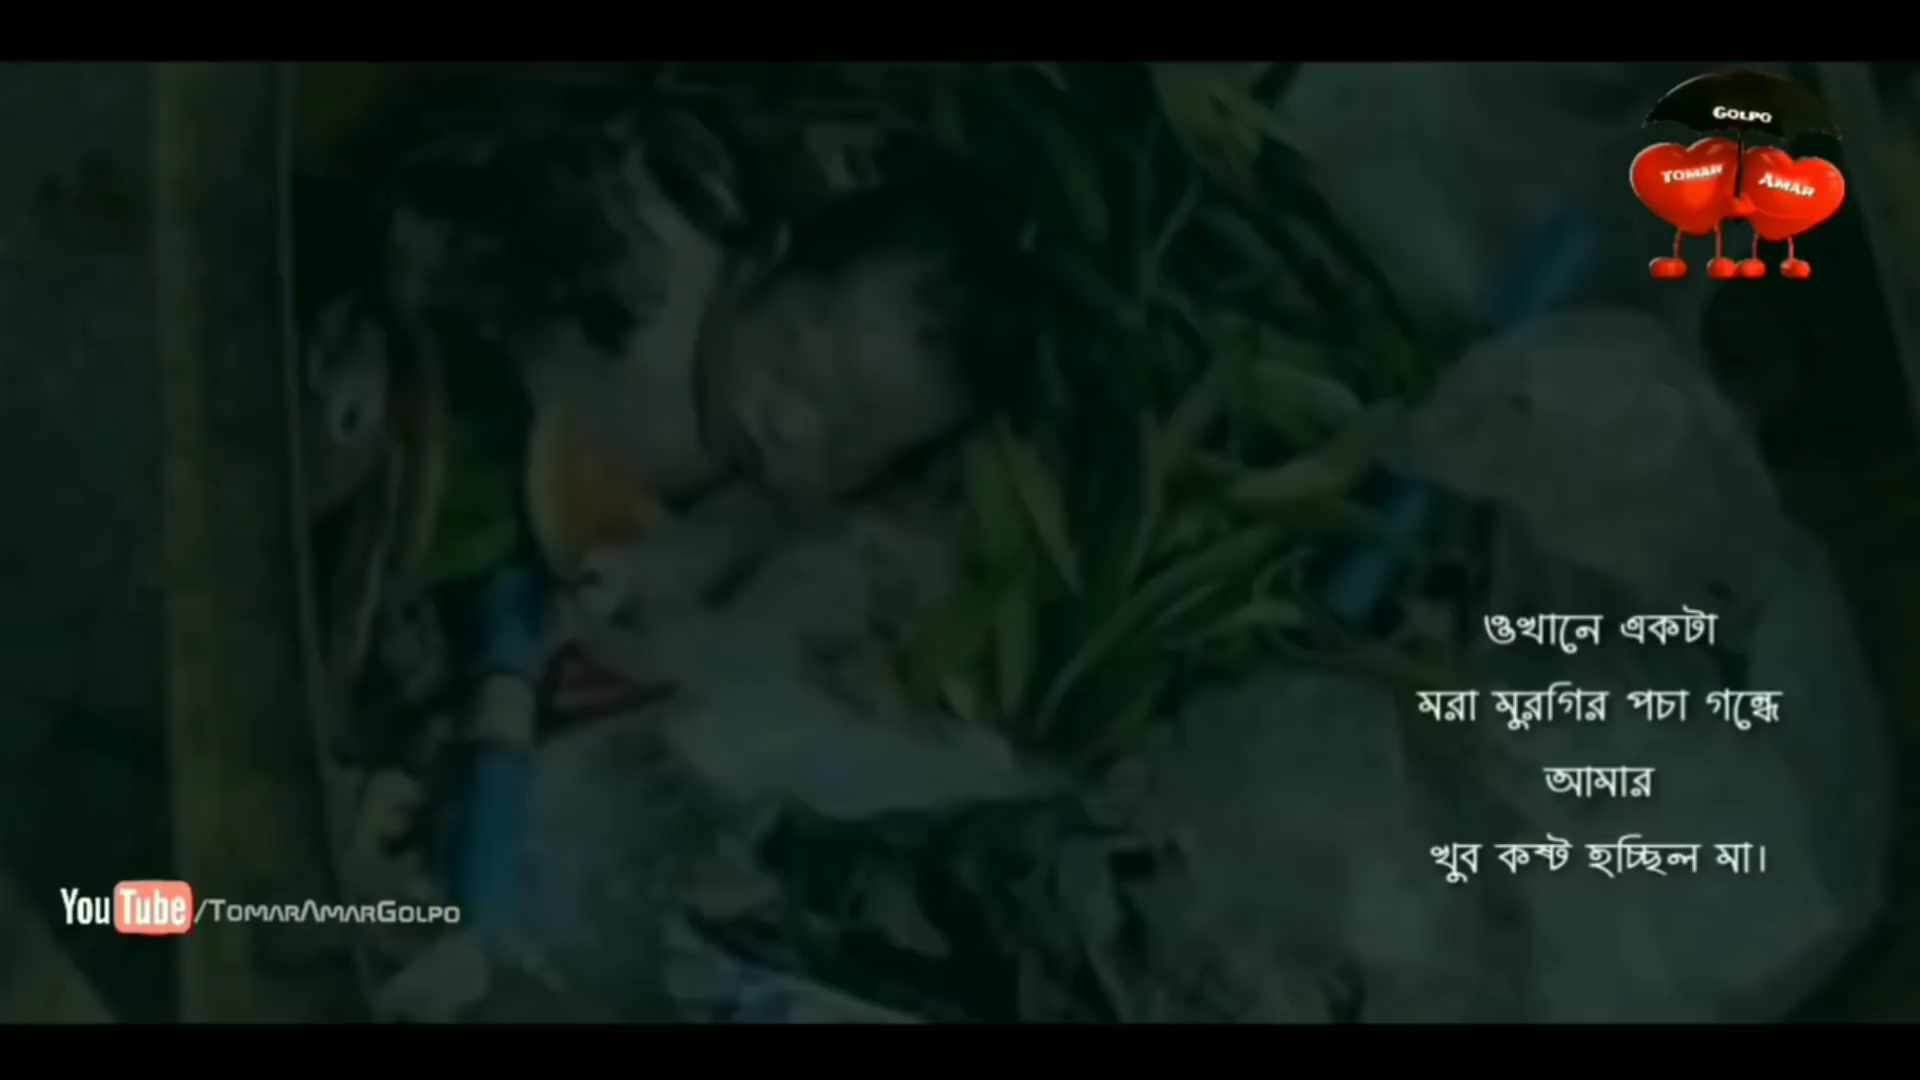 GOLPO
TOMAR AMAR
ওখানে একটা
মরা মুরগির পচা গন্ধে
আমার
খুব কষ্ট হচ্ছিল মা।
YouTube/TOMARAMARGOLPO